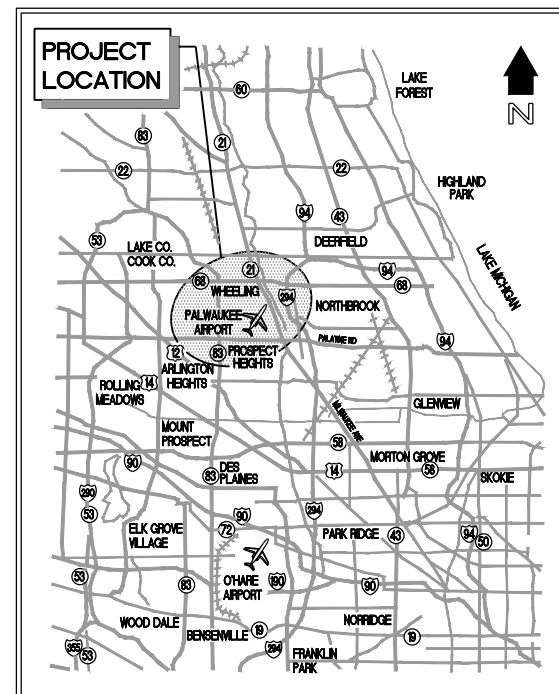 PROJECT
LOCATION
LAKE
FOREST
N
60
83
21
22
22
HIGHLAND
PARK
94
43
53
DEERFIELD
LAKE CO.
COOK CO.
LAKE MICHIGAN
21
94
68
68
WHEELING
294
NORTHBROOK
PALWAUKEE
AIRPORT
PALATINE RD
94
12
83
PROSPECT
HEIGHTS
ARLINGTON
HEIGHTS
14
ROLLING
MEADOWS
GLENVIEW
MILWAUKEE AVE
MOUNT
PROSPECT
58
MORTON GROVE
90
DES
PLAINES
83
14
58
SKOKIE
290
53
294
90
72
ELK GROVE
VILLAGE
PARK RIDGE
43
94
50
53
83
O'HARE
AIRPORT
190
90
WOOD DALE
NORRIDGE
BENSENVILLE
19
19
355
53
294
FRANKLIN
PARK